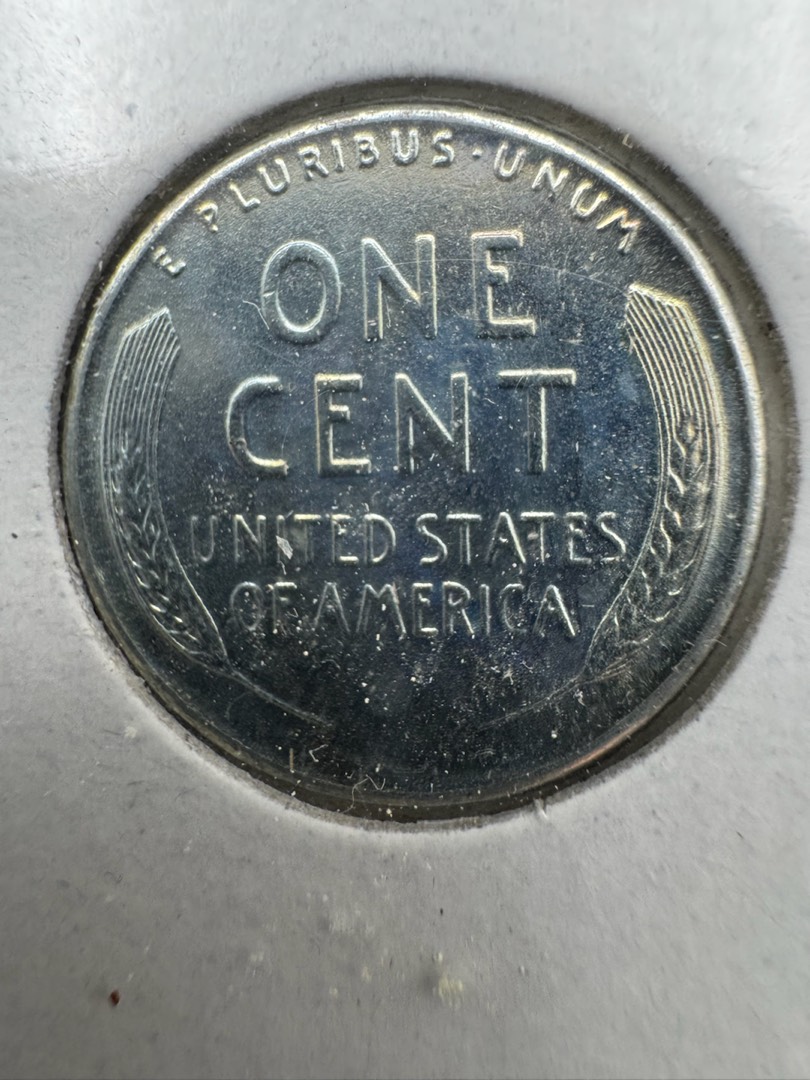 E PLURIBUS·UNUM
ONE
CENT
UNITED STATES
OF AMERICA